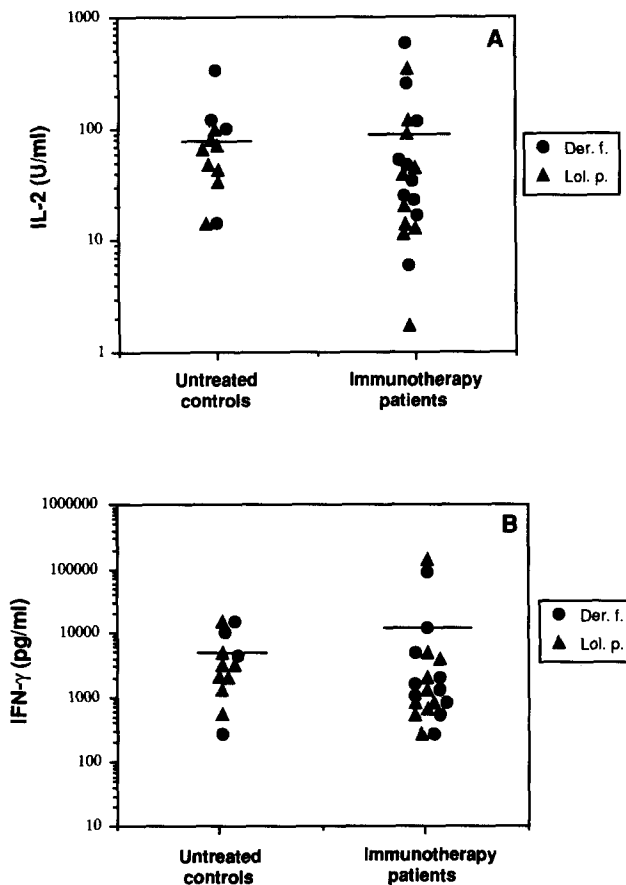 A
IL-2 (U/ml)
1000
100
10
1
Der. f.
Lol. p.
Untreated
controls
Immunotherapy
patients
B
IFN-γ (pg/ml)
1000000
100000
10000
1000
100
10
Der. f.
Lol. p.
Untreated
controls
Immunotherapy
patients